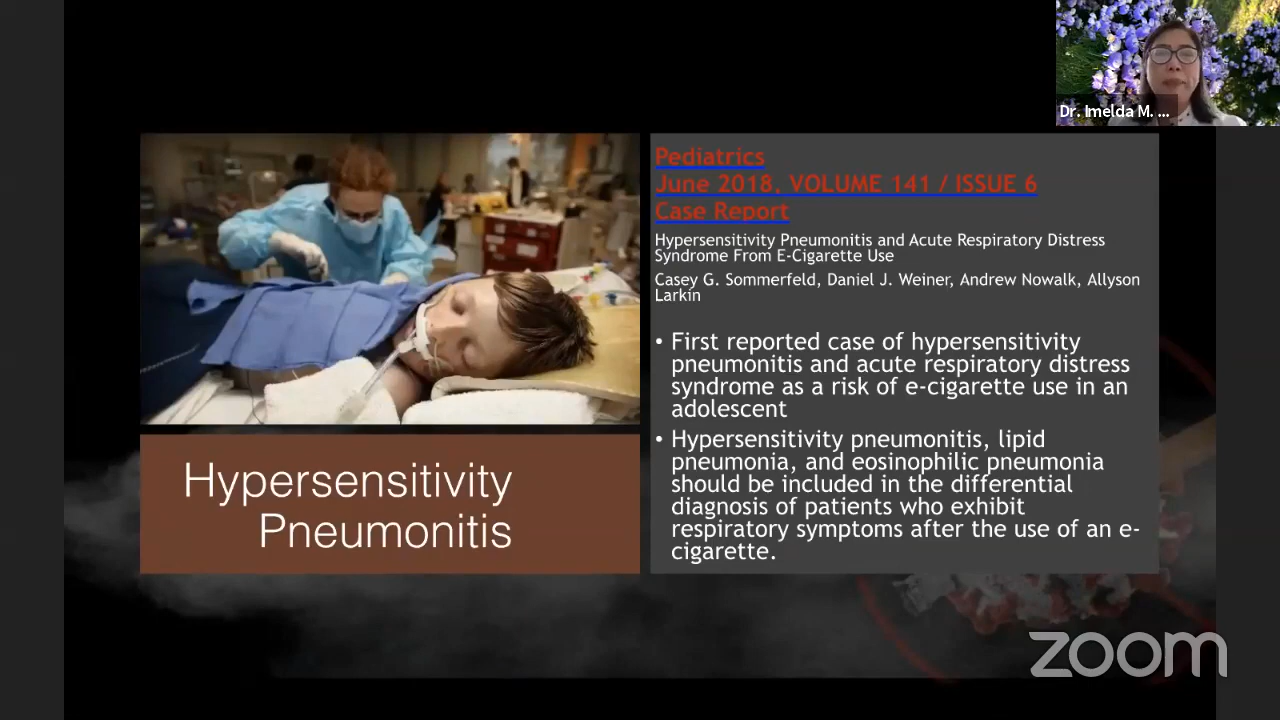 Dr. Imelda M. ...
Pediatrics
June 2018, VOLUME 141 / ISSUE 6
Case Report
Hypersensitivity Pneumonitis and Acute Respiratory Distress
Syndrome From E-Cigarette Use
Casey G. Sommerfeld, Daniel J. Weiner, Andrew Nowalk, Allyson
Larkin
• First reported case of hypersensitivity
pneumonitis and acute respiratory distress
syndrome as a risk of e-cigarette use in an
adolescent
• Hypersensitivity pneumonitis, lipid
pneumonia, and eosinophilic pneumonia
should be included in the differential
diagnosis of patients who exhibit
respiratory symptoms after the use of an e-
cigarette.
Hypersensitivity
Pneumonitis
zoom